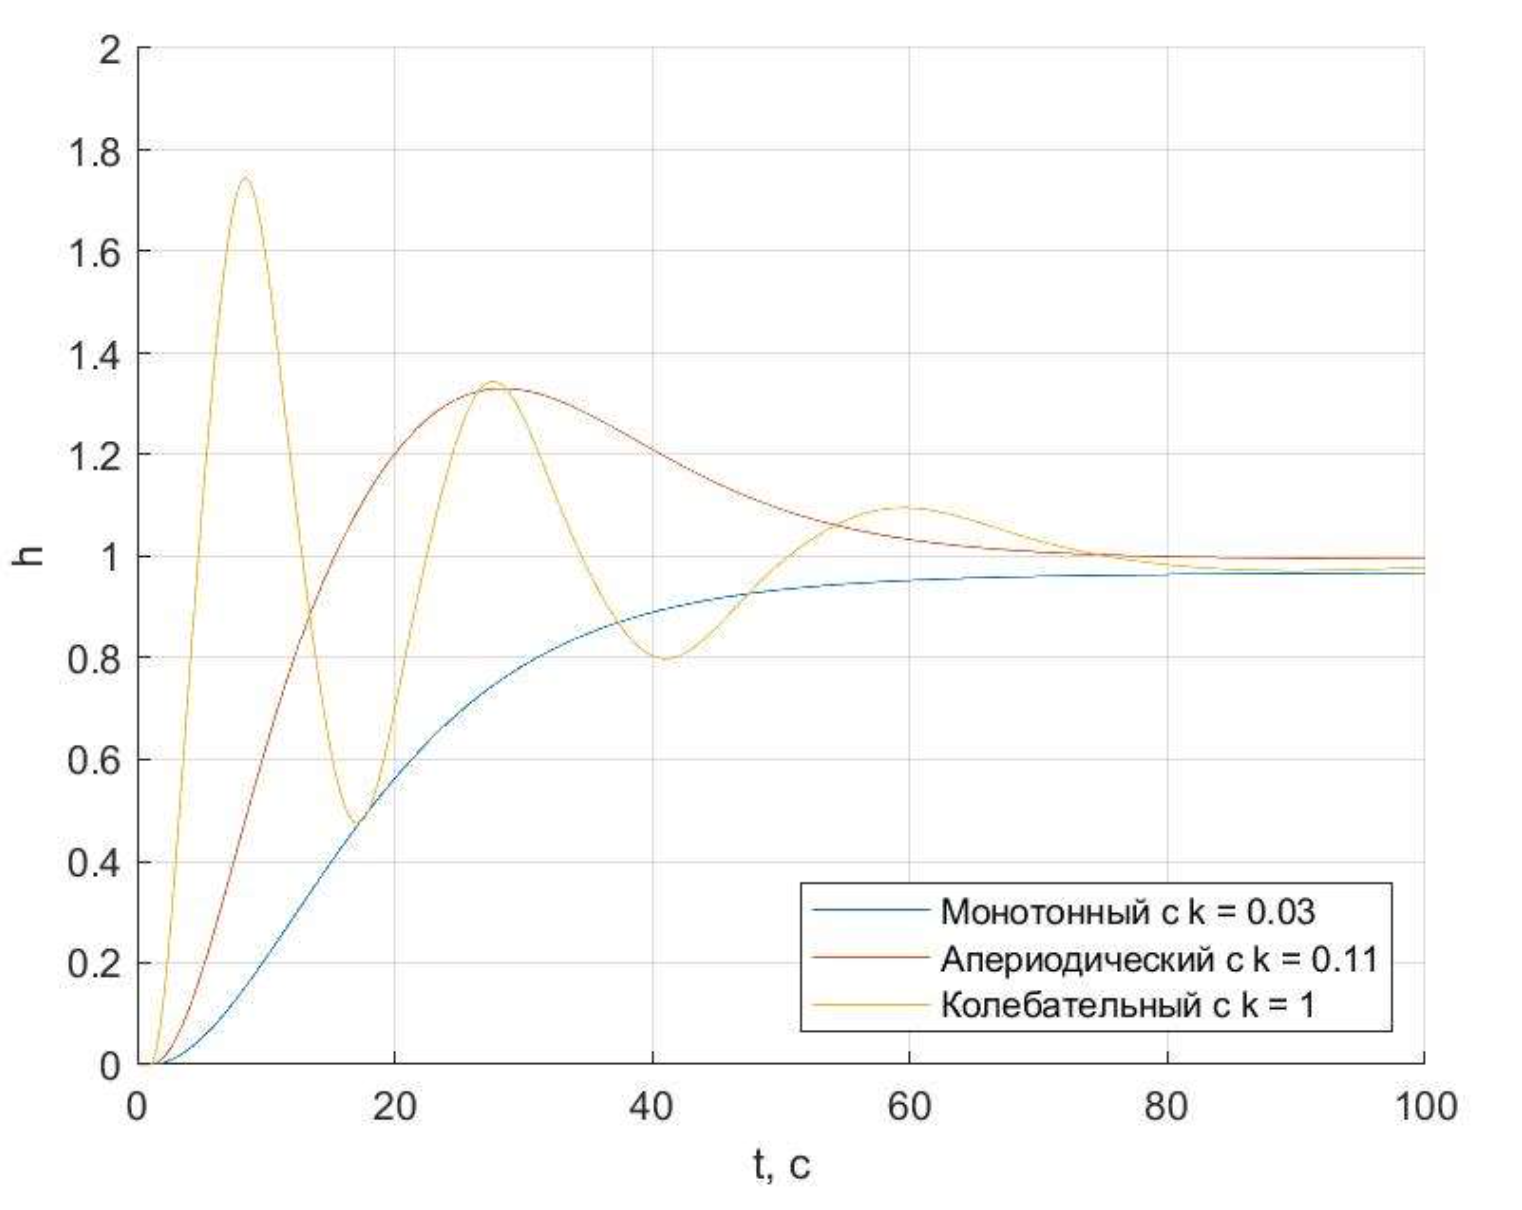 2
1.8
1.6
1.4
1.2
1
0.8
0.6
0.4
0.2
0
h
Монотонный с k = 0.03
Апериодический с k = 0.11
Колебательный с k = 1
0 20 40 60 80 100
t, с